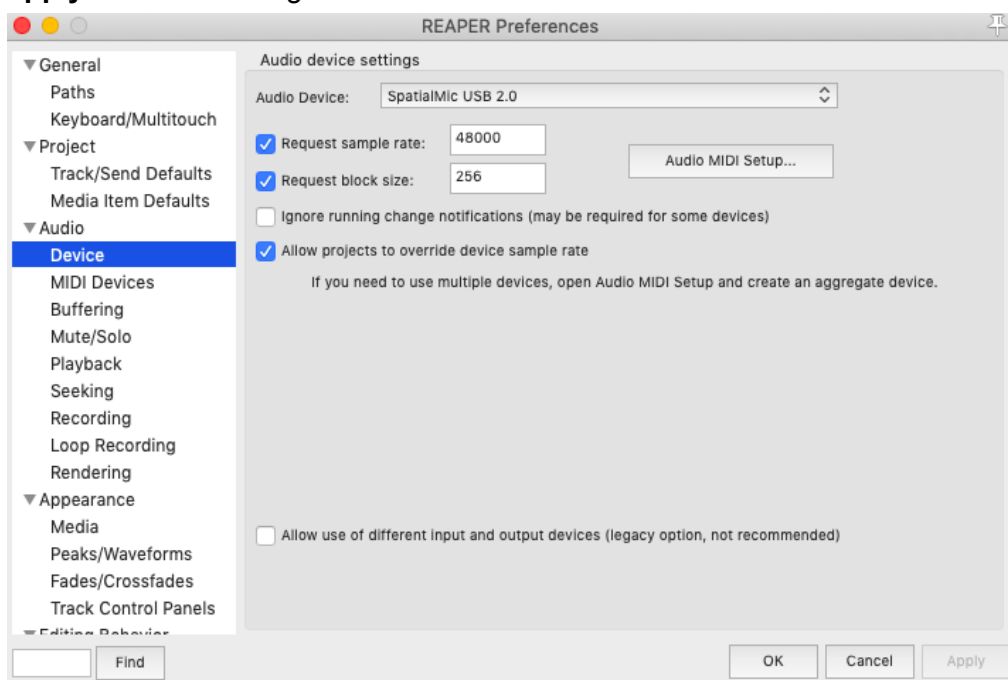 REAPER Preferences
General
Paths
Keyboard/Multitouch
Project
Track/Send Defaults
Media Item Defaults
Audio
Device
MIDI Devices
Buffering
Mute/Solo
Playback
Seeking
Recording
Loop Recording
Rendering
Appearance
Media
Peaks/Waveforms
Fades/Crossfades
Track Control Panels
Editing Behavior
Find
Audio device settings
Audio Device: SpatialMic USB 2.0
Request sample rate: 48000
Request block size: 256
Audio MIDI Setup...
Ignore running change notifications (may be required for some devices)
Allow projects to override device sample rate
If you need to use multiple devices, open Audio MIDI Setup and create an aggregate device.
Allow use of different input and output devices (legacy option, not recommended)
OK Cancel Apply